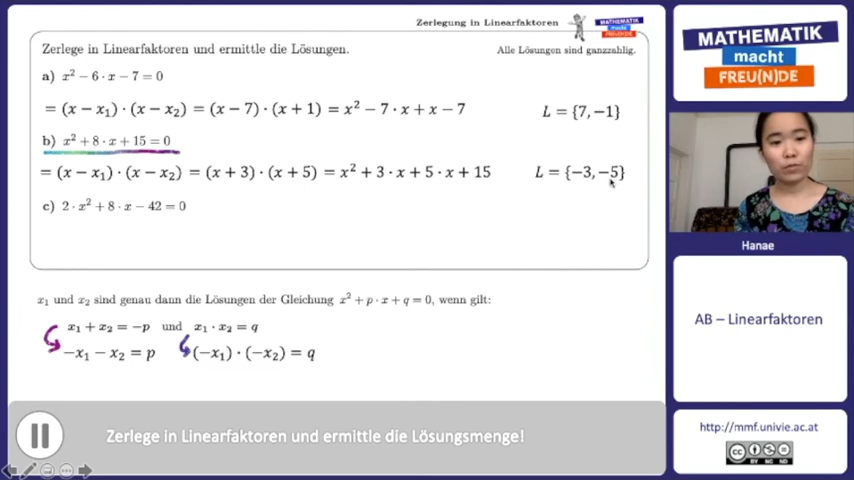 Zerlegung in Linearfaktoren
MATHEMATIK
macht
FREU(N)DE
Zerlege in Linearfaktoren und ermittle die Lösungen.
Alle Lösungen sind ganzzahlig.
a) x² − 6 · x − 7 = 0
= (x − x₁) · (x − x₂) = (x − 7) · (x + 1) = x² − 7 · x + x − 7
L = {7, −1}
b) x² + 8 · x + 15 = 0
= (x − x₁) · (x − x₂) = (x + 3) · (x + 5) = x² + 3 · x + 5 · x + 15
L = {−3, −5}
c) 2 · x² + 8 · x − 42 = 0
x₁ und x₂ sind genau dann die Lösungen der Gleichung x² + p · x + q = 0, wenn gilt:
x₁ + x₂ = −p und x₁ · x₂ = q
−x₁ − x₂ = p (−x₁) · (−x₂) = q
Zerlege in Linearfaktoren und ermittle die Lösungsmenge!
MATHEMATIK
macht
FREU(N)DE
Hanae
AB – Linearfaktoren
http://mmf.univie.ac.at
cc
BY NC ND